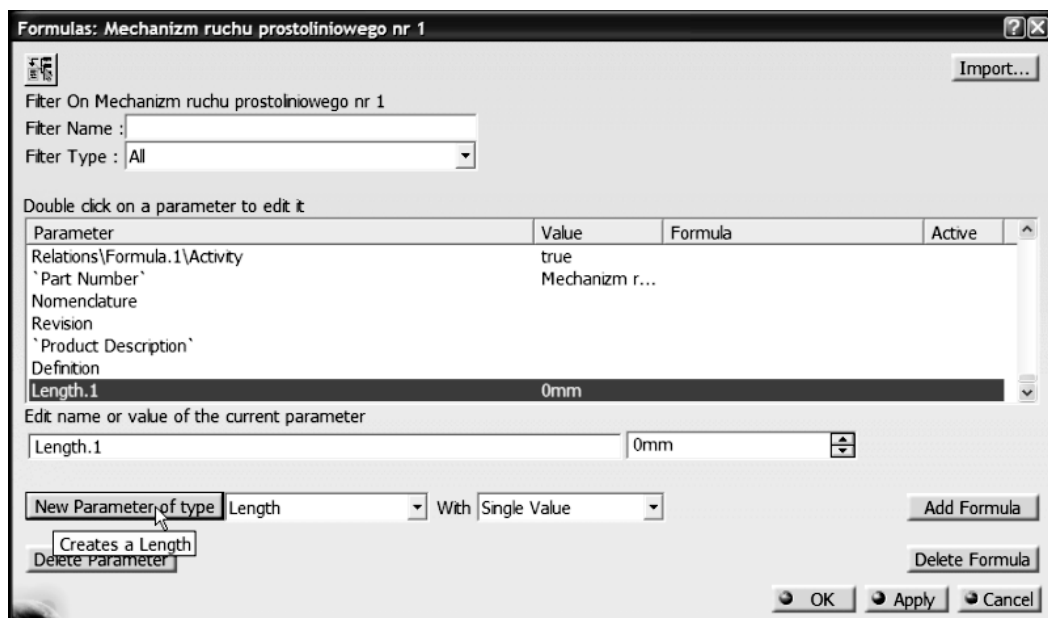 Formulas: Mechanizm ruchu prostoliniowego nr 1
Import...
Filter On Mechanizm ruchu prostoliniowego nr 1
Filter Name :
Filter Type : All
Double click on a parameter to edit it
Parameter Value Formula Active
Relations\Formula.1\Activity true
`Part Number` Mechanizm r...
Nomenclature
Revision
`Product Description`
Definition
Length.1 0mm
Edit name or value of the current parameter
Length.1 0mm
New Parameter of type Length With Single Value Add Formula
Creates a Length
Delete Parameter Delete Formula
OK Apply Cancel